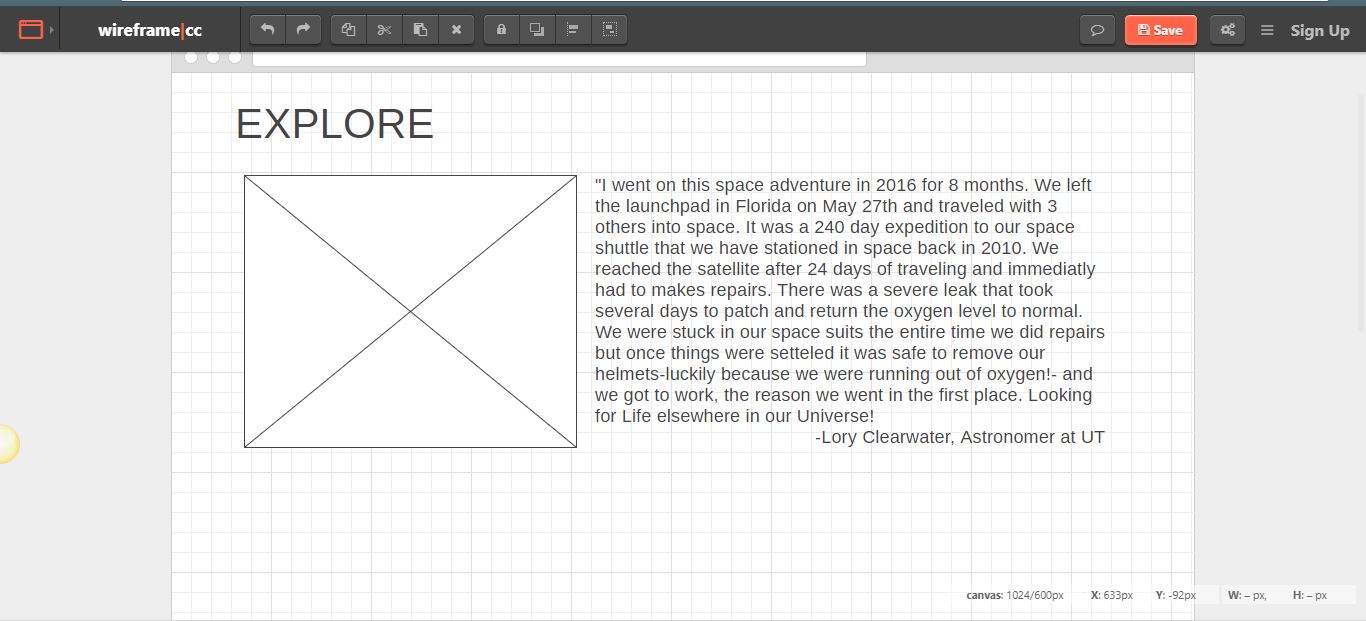 wireframe|cc
Save
Sign Up
EXPLORE
"I went on this space adventure in 2016 for 8 months. We left
the launchpad in Florida on May 27th and traveled with 3
others into space. It was a 240 day expedition to our space
shuttle that we have stationed in space back in 2010. We
reached the satellite after 24 days of traveling and immediatly
had to makes repairs. There was a severe leak that took
several days to patch and return the oxygen level to normal.
We were stuck in our space suits the entire time we did repairs
but once things were setteled it was safe to remove our
helmets-luckily because we were running out of oxygen!- and
we got to work, the reason we went in the first place. Looking
for Life elsewhere in our Universe!
-Lory Clearwater, Astronomer at UT
canvas: 1024/600px X: 633px Y: -92px W: – px, H: – px